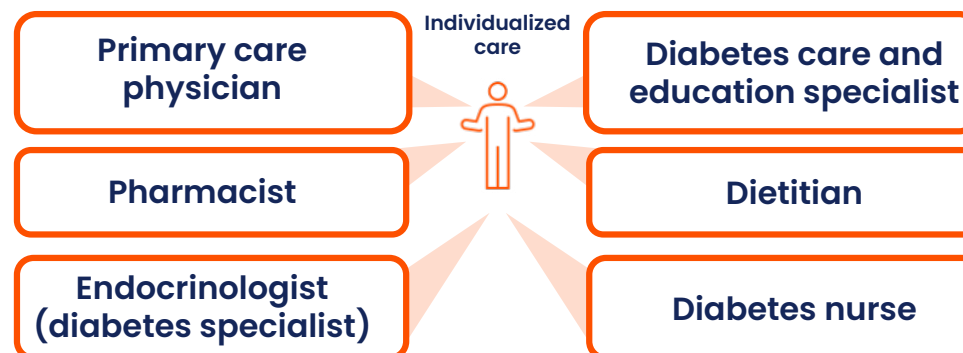 Individualized
care
Primary care
physician
Diabetes care and
education specialist
Pharmacist
Dietitian
Endocrinologist
(diabetes specialist)
Diabetes nurse